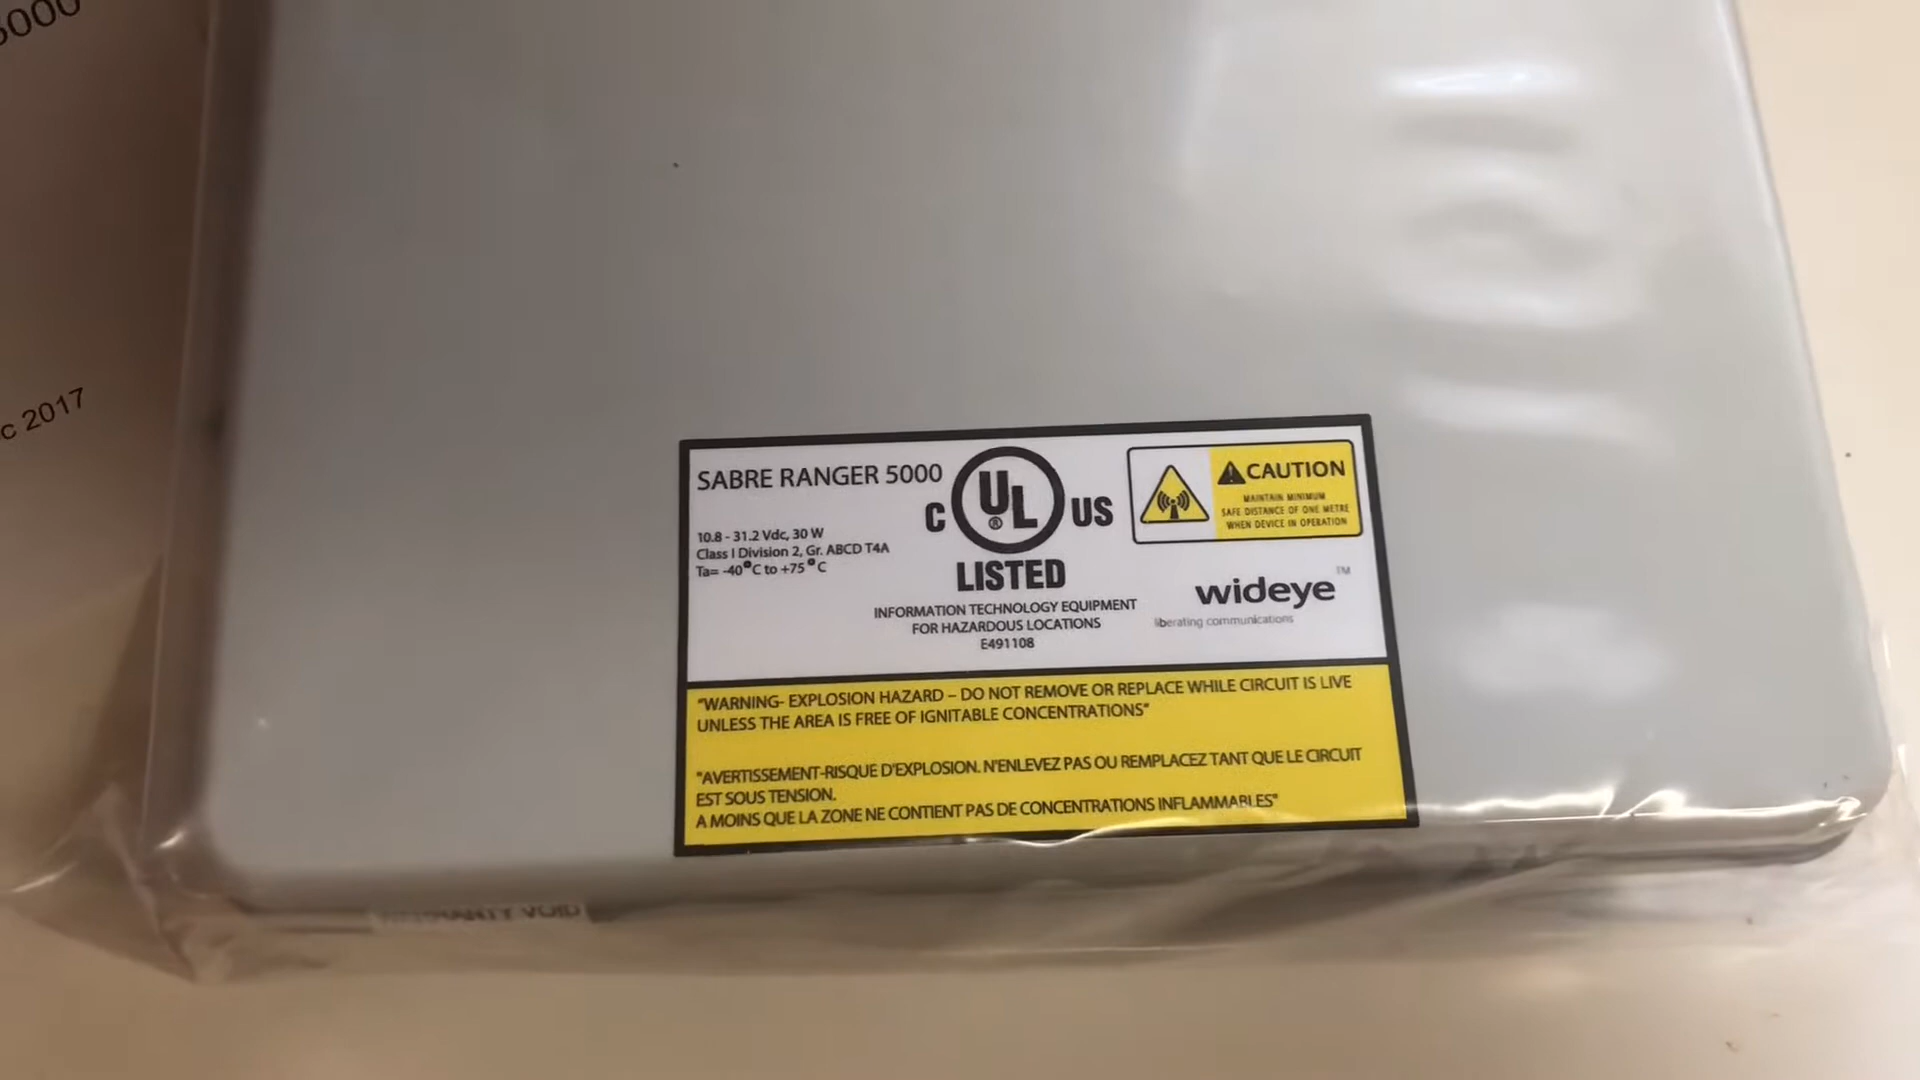 5000
c 2017
SABRE RANGER 5000
10.8 - 31.2 Vdc, 30 W
Class I Division 2, Gr. ABCD T4A
Ta= -40°C to +75°C
C UL® US
LISTED
INFORMATION TECHNOLOGY EQUIPMENT
FOR HAZARDOUS LOCATIONS
E491108
CAUTION
MAINTAIN MINIMUM
SAFE DISTANCE OF ONE METRE
WHEN DEVICE IN OPERATION
wideye™
liberating communications
"WARNING- EXPLOSION HAZARD – DO NOT REMOVE OR REPLACE WHILE CIRCUIT IS LIVE
UNLESS THE AREA IS FREE OF IGNITABLE CONCENTRATIONS"
"AVERTISSEMENT-RISQUE D'EXPLOSION. N'ENLEVEZ PAS OU REMPLACEZ TANT QUE LE CIRCUIT
EST SOUS TENSION.
A MOINS QUE LA ZONE NE CONTIENT PAS DE CONCENTRATIONS INFLAMMABLES"
WARRANTY VOID